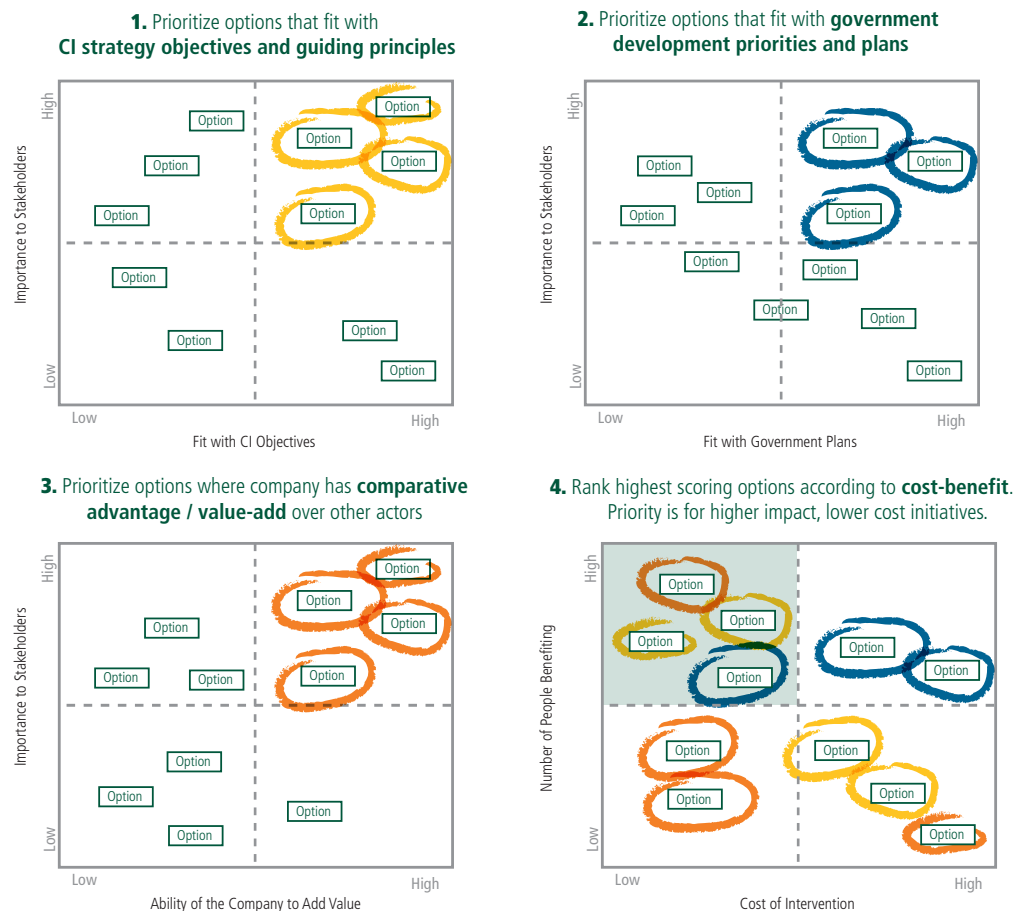 1. Prioritize options that fit with
CI strategy objectives and guiding principles
High
Importance to Stakeholders
Low
Option
Option
Option
Option
Option
Option
Option
Option
Option
Option
Option
Low
High
Fit with CI Objectives
2. Prioritize options that fit with government
development priorities and plans
High
Importance to Stakeholders
Low
Option
Option
Option
Option
Option
Option
Option
Option
Option
Option
Option
Low
High
Fit with Government Plans
3. Prioritize options where company has comparative
advantage / value-add over other actors
High
Importance to Stakeholders
Low
Option
Option
Option
Option
Option
Option
Option
Option
Option
Option
Option
Low
High
Ability of the Company to Add Value
4. Rank highest scoring options according to cost-benefit.
Priority is for higher impact, lower cost initiatives.
High
Number of People Benefiting
Low
Option
Option
Option
Option
Option
Option
Option
Option
Option
Option
Option
Low
High
Cost of Intervention